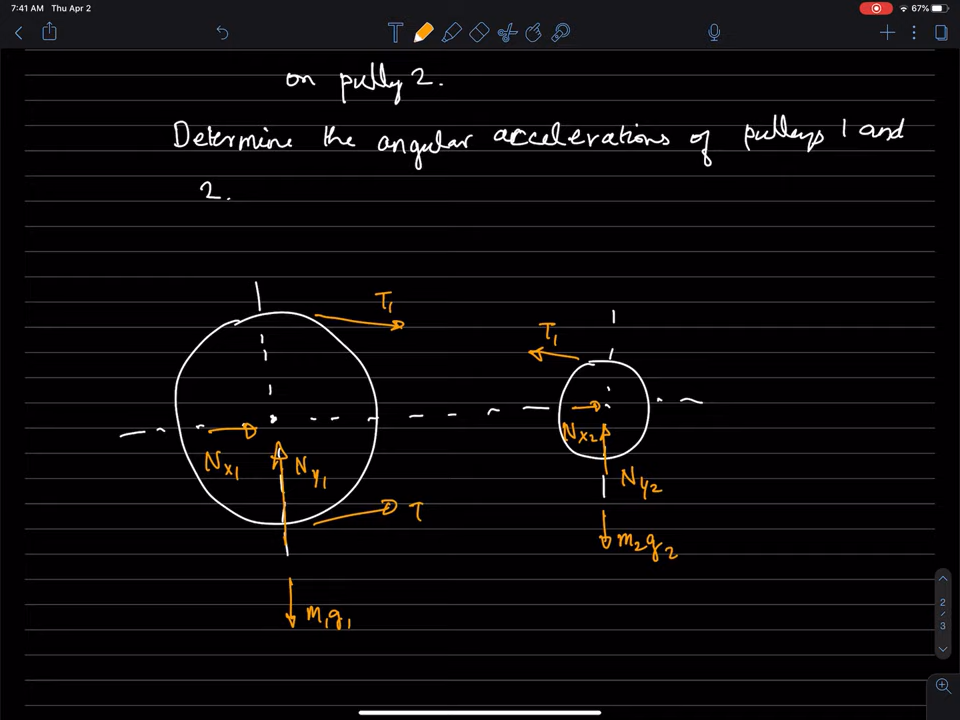 7:41 AM Thu Apr 2
67%
T
on pully 2.
Determine the angular accelerations of pulleys 1 and
2.
T₁
T₁
Nx₁
Ny₁
Nx2
Ny2
T
m₂g₂
m₁g₁
2
/
3